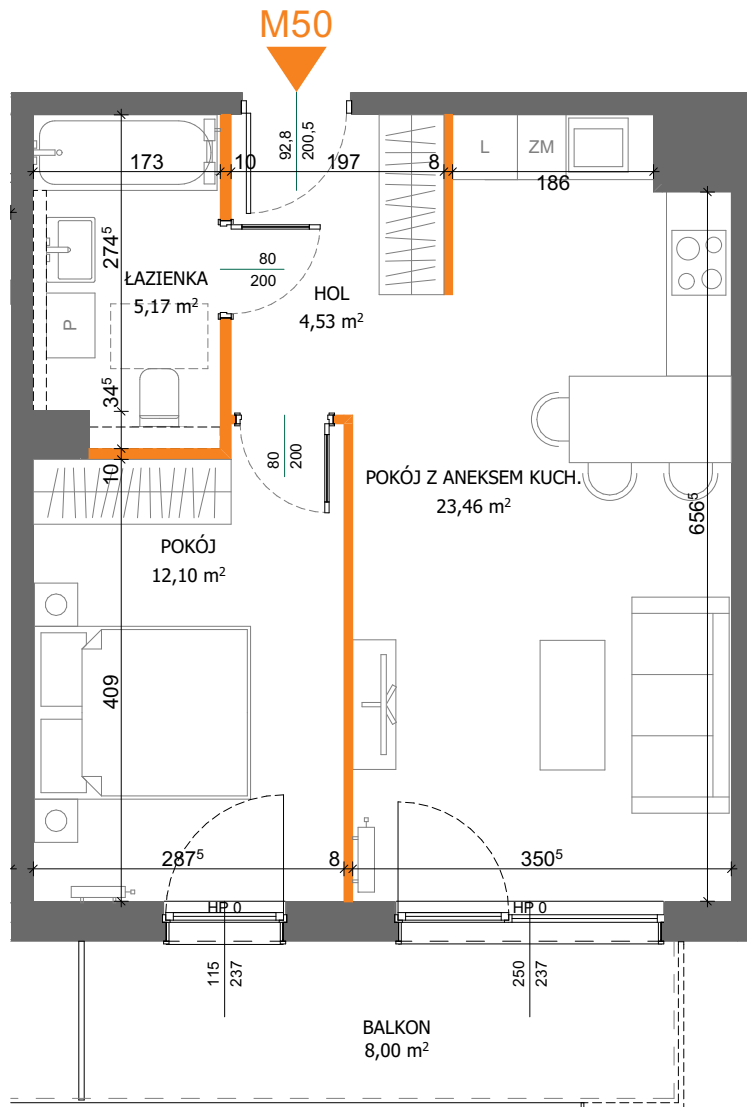 M50
92,8
200,5
173
10
197
8
186
L
ZM
274⁵
80
200
ŁAZIENKA
5,17 m²
HOL
4,53 m²
P
34⁵
10
80
200
POKÓJ Z ANEKSEM KUCH.
23,46 m²
656⁵
POKÓJ
12,10 m²
409
287⁵
8
350⁵
HP 0
HP 0
115
237
250
237
BALKON
8,00 m²